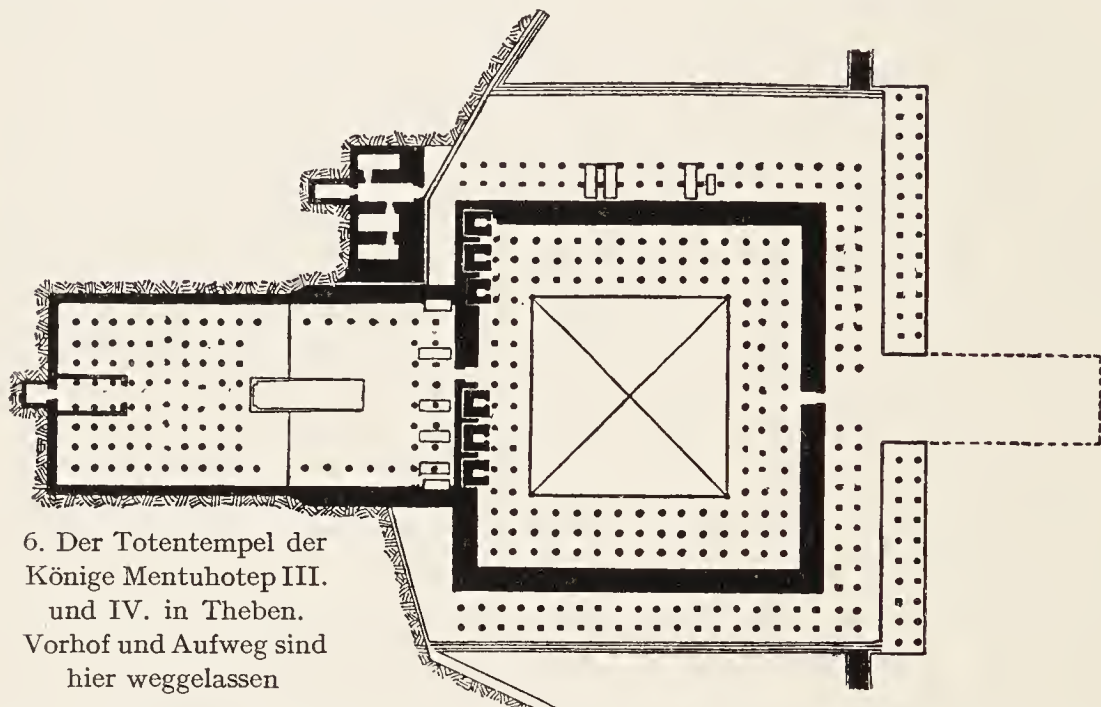 6. Der Totentempel der
Könige Mentuhotep III.
und IV. in Theben.
Vorhof und Aufweg sind
hier weggelassen